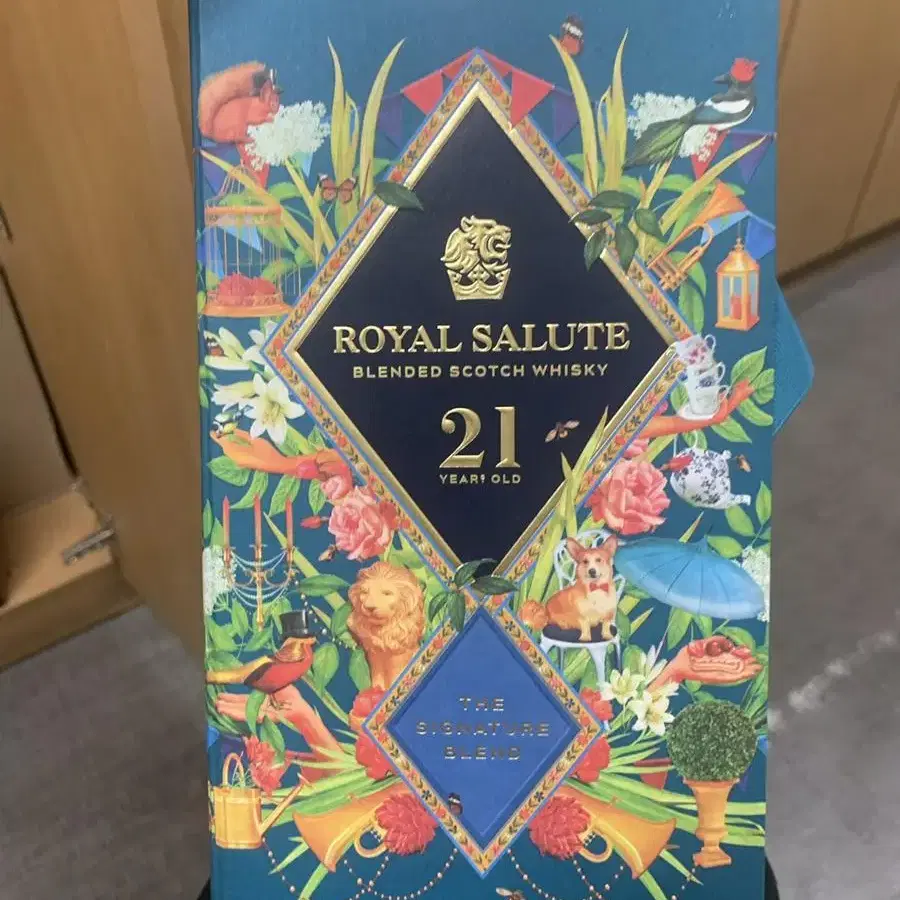 ROYAL SALUTE
BLENDED SCOTCH WHISKY
21
YEARS OLD
THE
SIGNATURE
BLEND